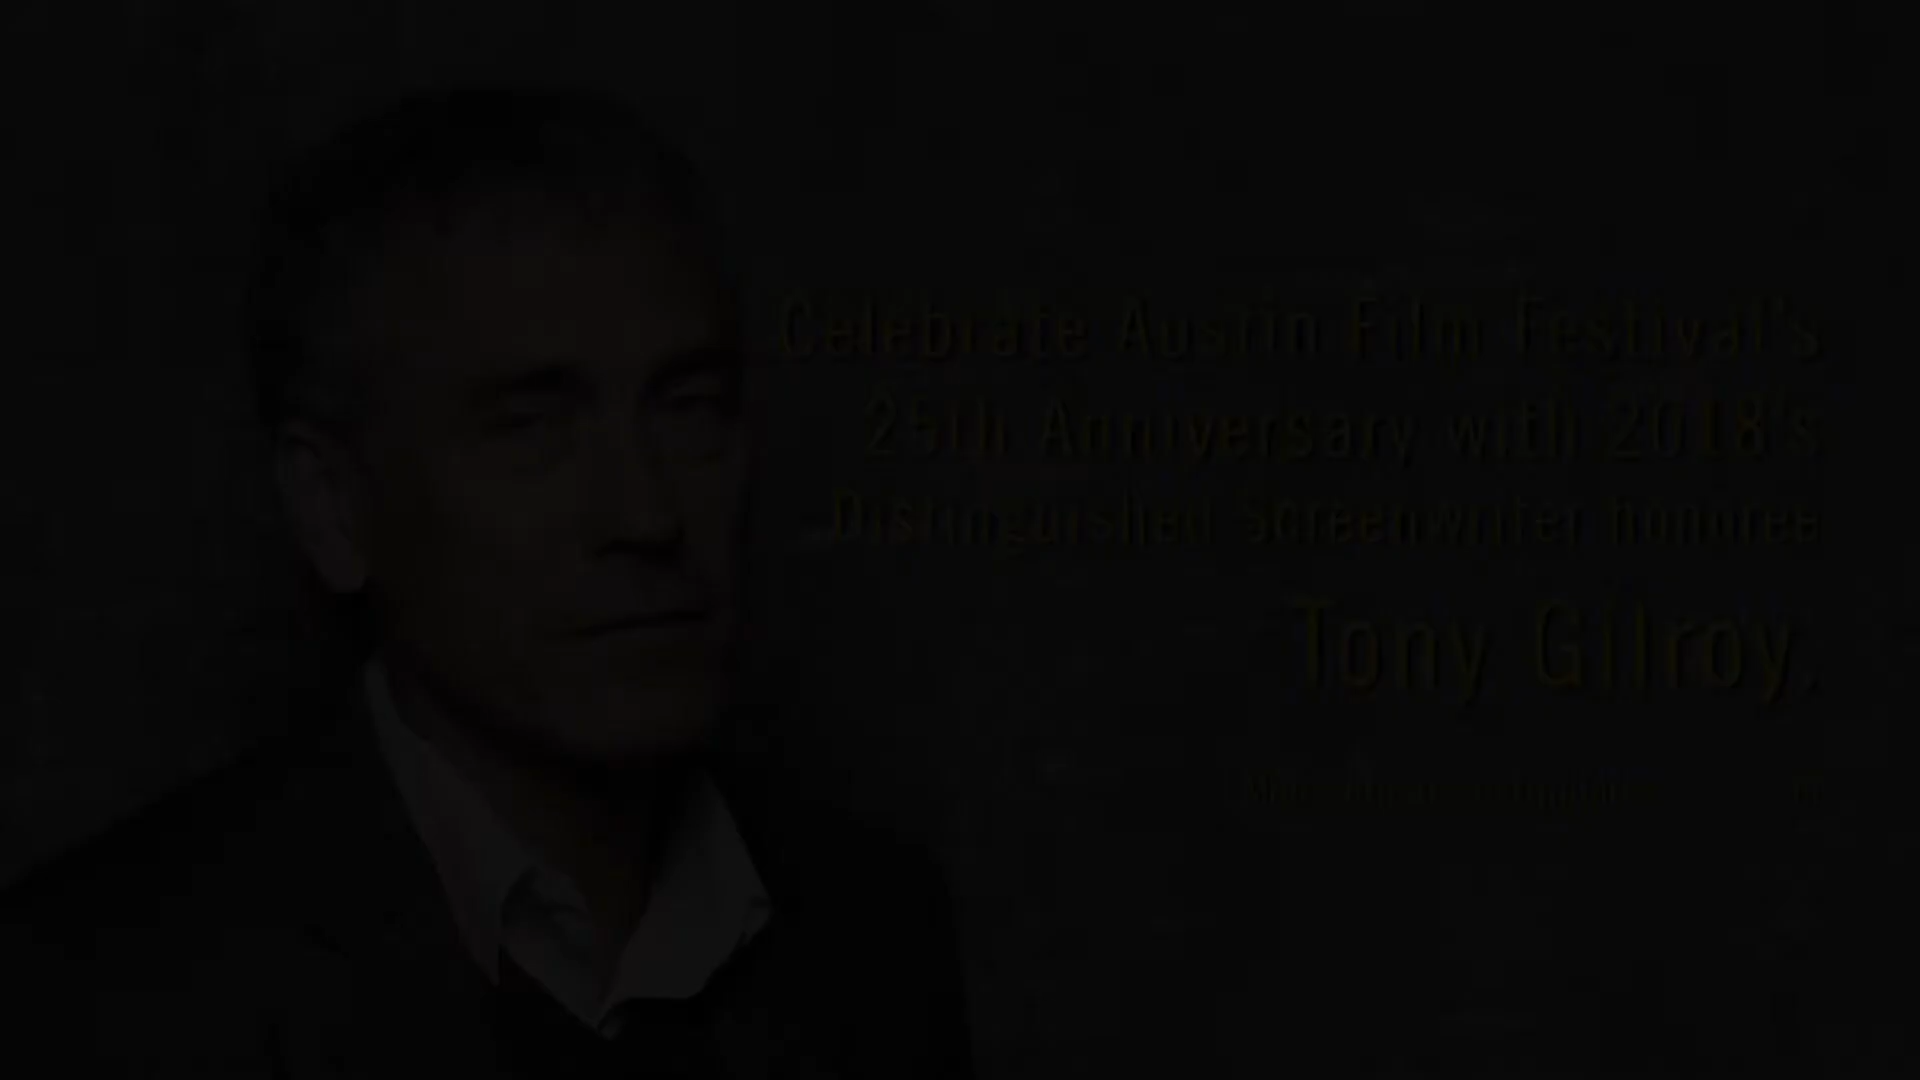 Celebrate Austin Film Festival's
25th Anniversary with 2018's
Distinguished Screenwriter honoree
Tony Gilroy.